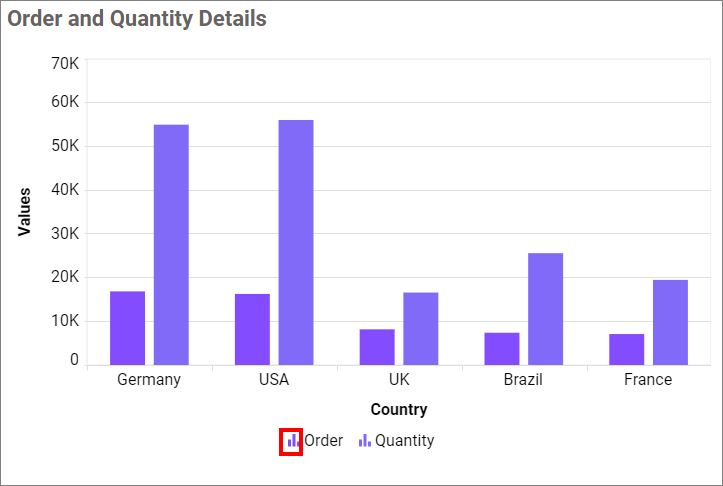 Order and Quantity Details
70K
60K
50K
40K
30K
20K
10K
0
Values
Germany USA UK Brazil France
Country
Order Quantity